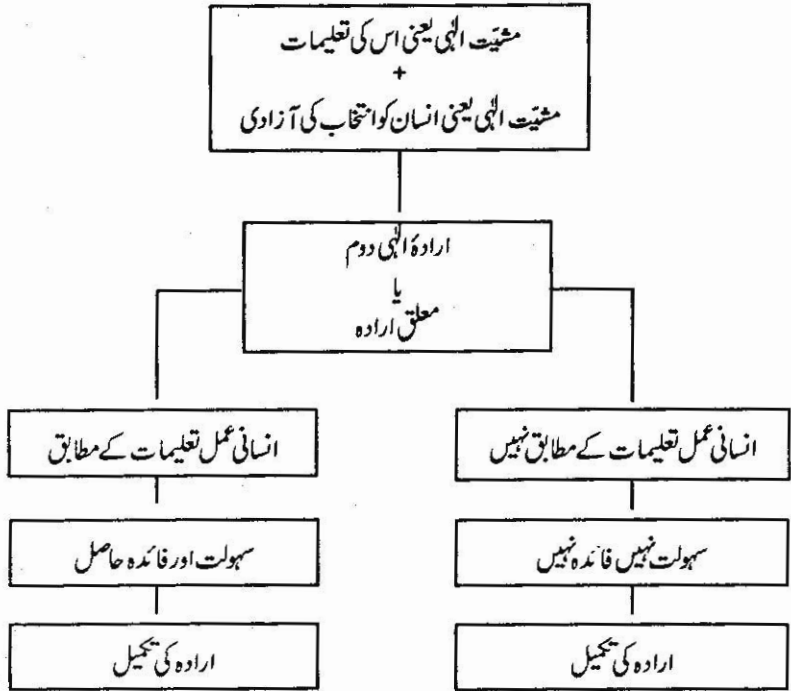 مشیّت الٰہی یعنی اس کی تعلیمات
+
مشیّت الٰہی یعنی انسان کو انتخاب کی آزادی
ارادۂ الٰہی دوم
یا
معلق ارادہ
انسانی عمل تعلیمات کے مطابق نہیں
انسانی عمل تعلیمات کے مطابق
سہولت نہیں فائدہ نہیں
سہولت اور فائدہ حاصل
ارادہ کی تکمیل
ارادہ کی تکمیل